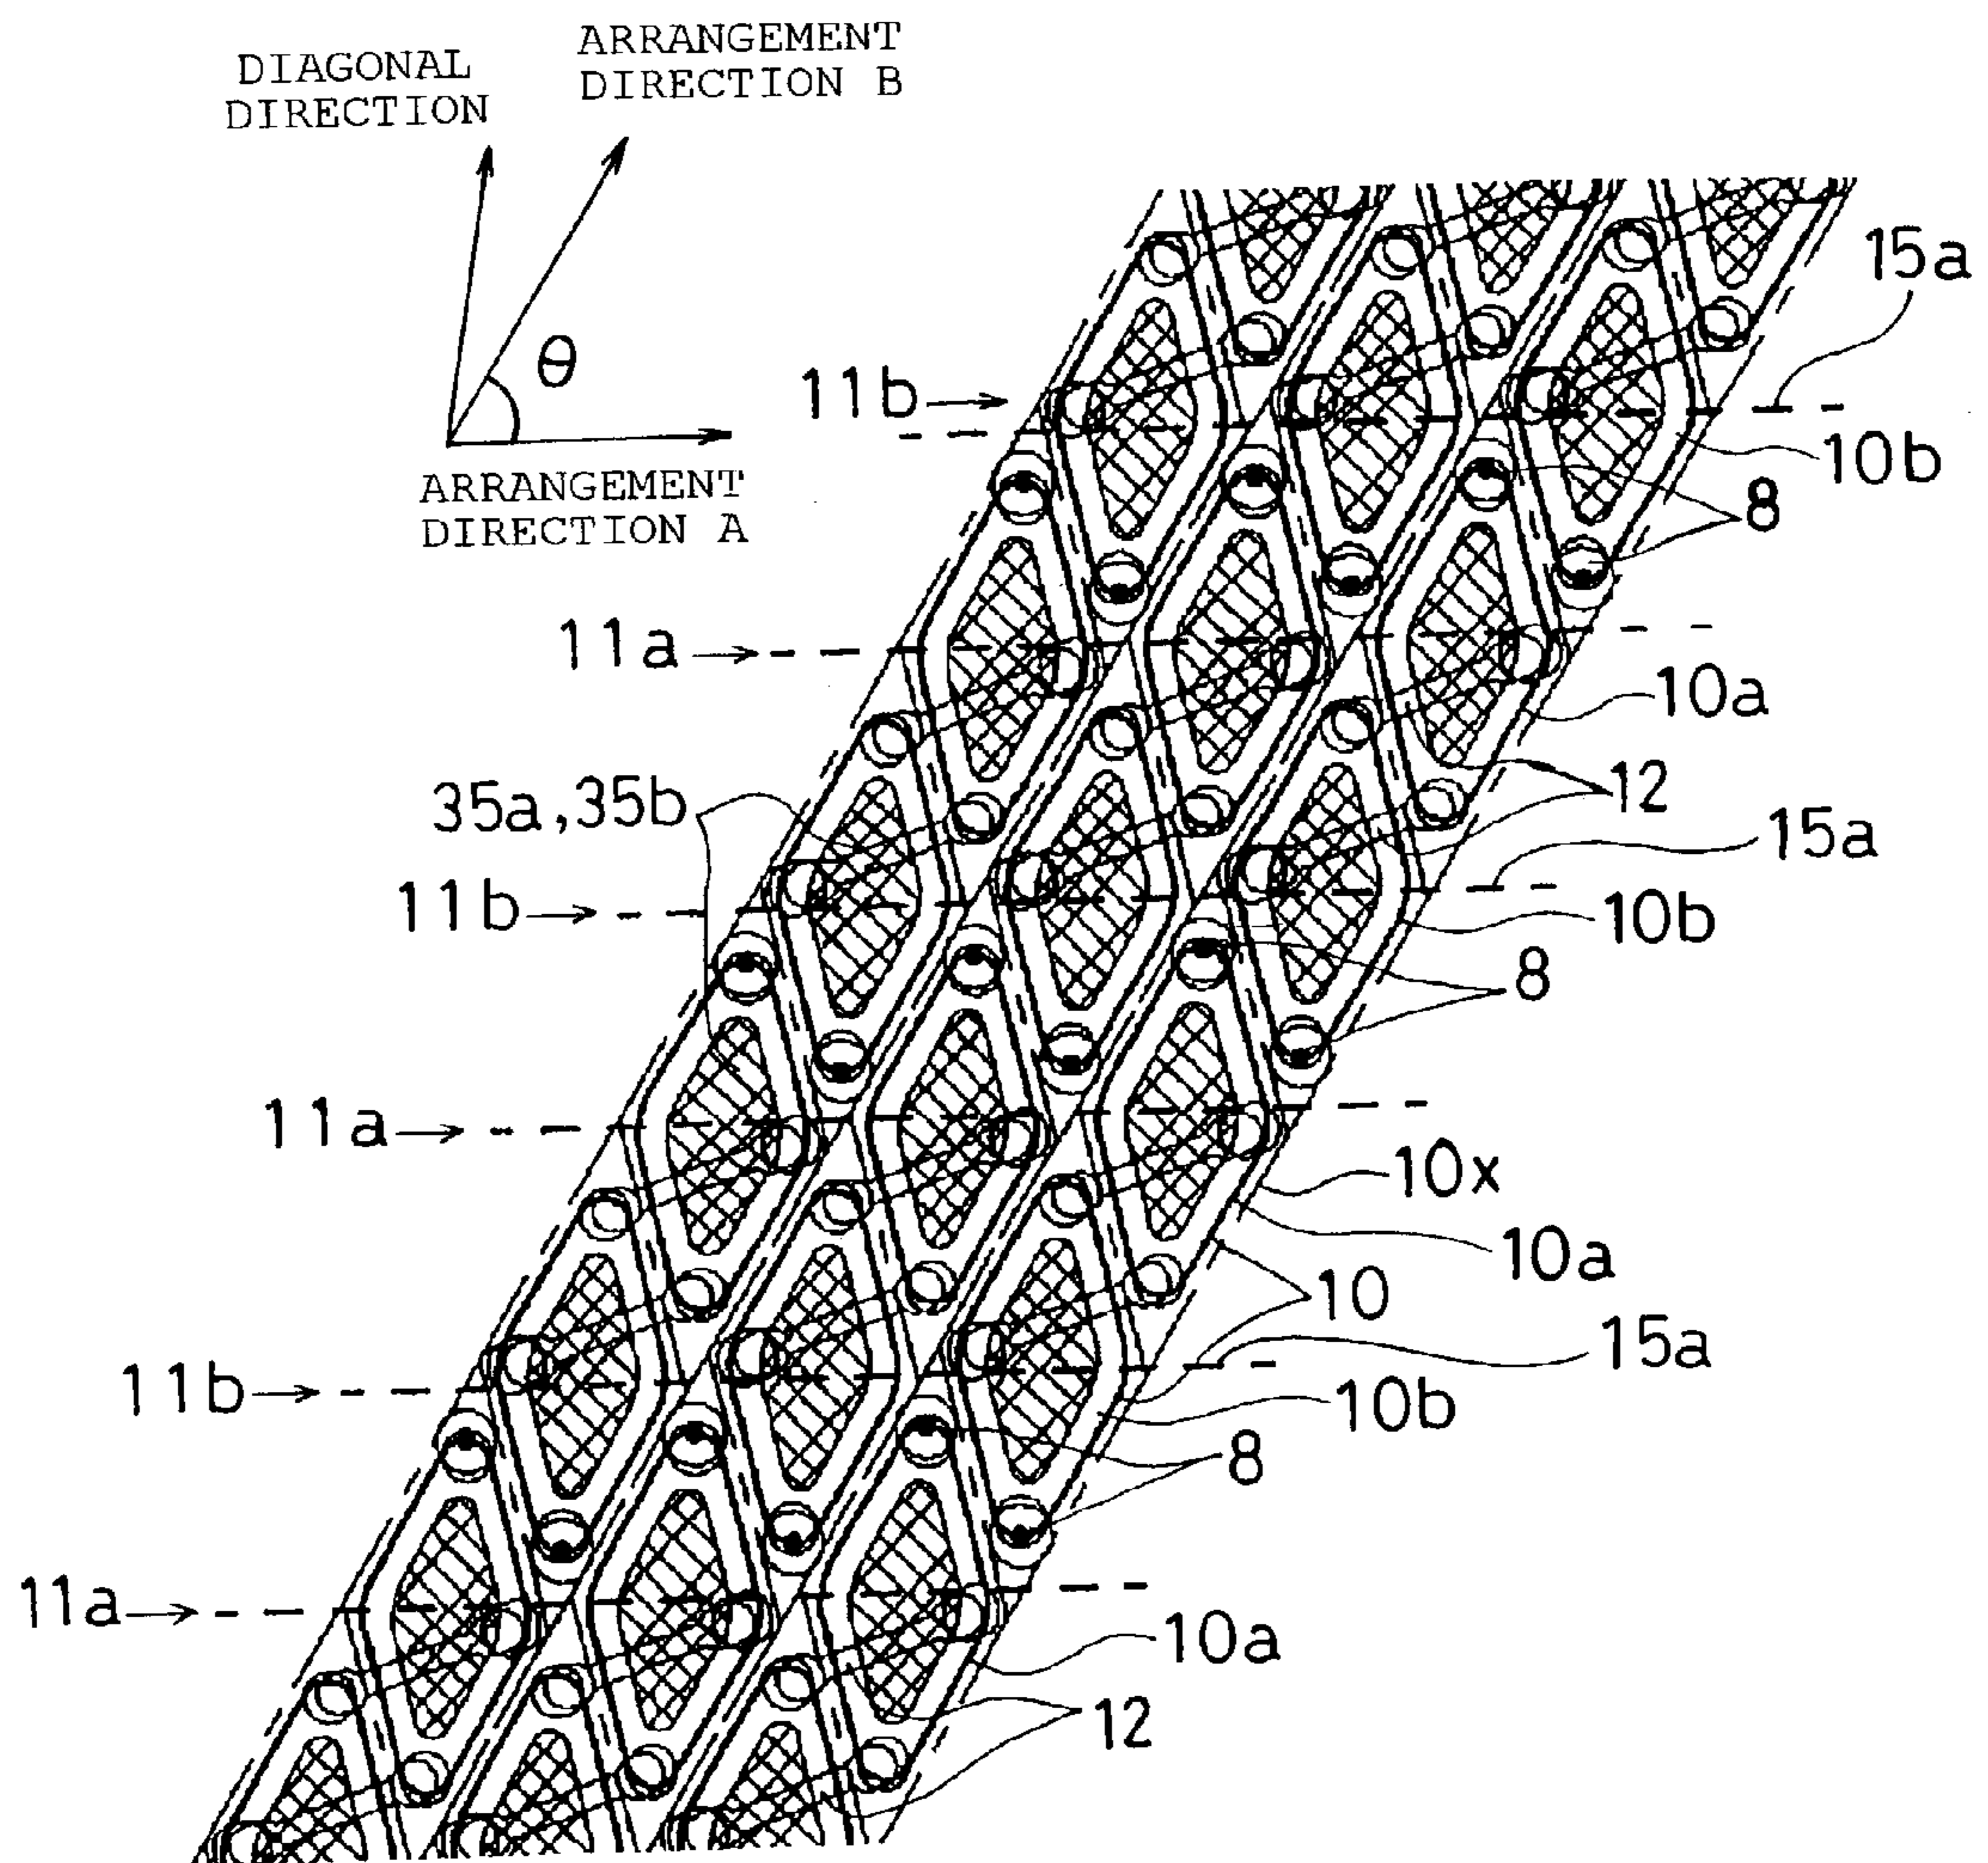 DIAGONAL
DIRECTION
ARRANGEMENT
DIRECTION B
θ
ARRANGEMENT
DIRECTION A
15a
11b
10b
8
11a
10a
35a,35b
12
15a
11b
10b
8
11a
10x
10a
10
15a
11b
10b
8
11a
10a
12